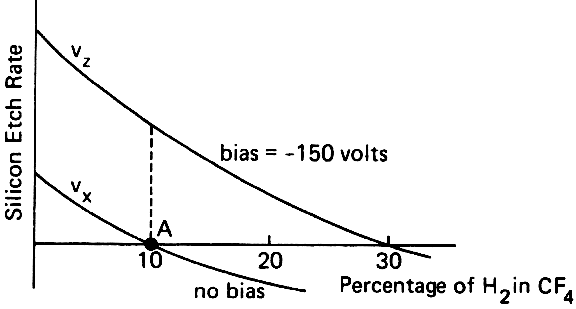 Silicon Etch Rate
v_z
bias = -150 volts
v_x
A
10
20
30
no bias
Percentage of H₂ in CF₄